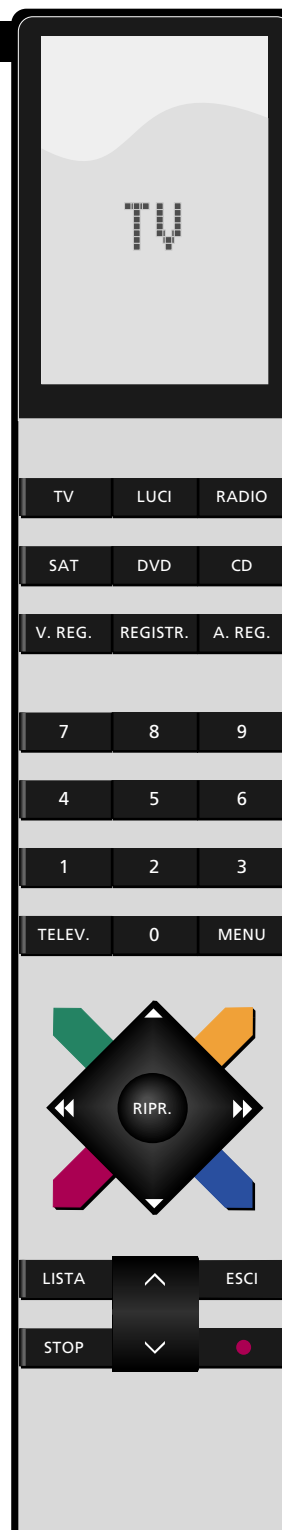 TV
TV LUCI RADIO
SAT DVD CD
V. REG. REGISTR. A. REG.
7 8 9
4 5 6
1 2 3
TELEV. 0 MENU
RIPR.
LISTA ESCI
STOP